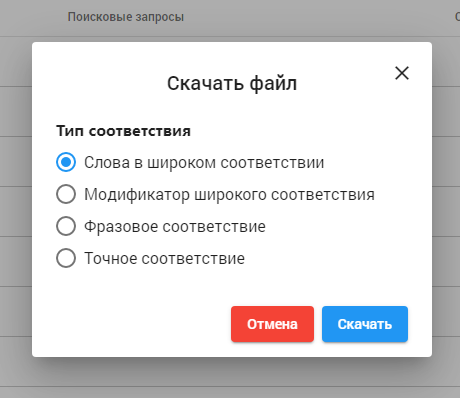 Поисковые запросы
Скачать файл
Тип соответствия
Слова в широком соответствии
Модификатор широкого соответствия
Фразовое соответствие
Точное соответствие
Отмена
Скачать